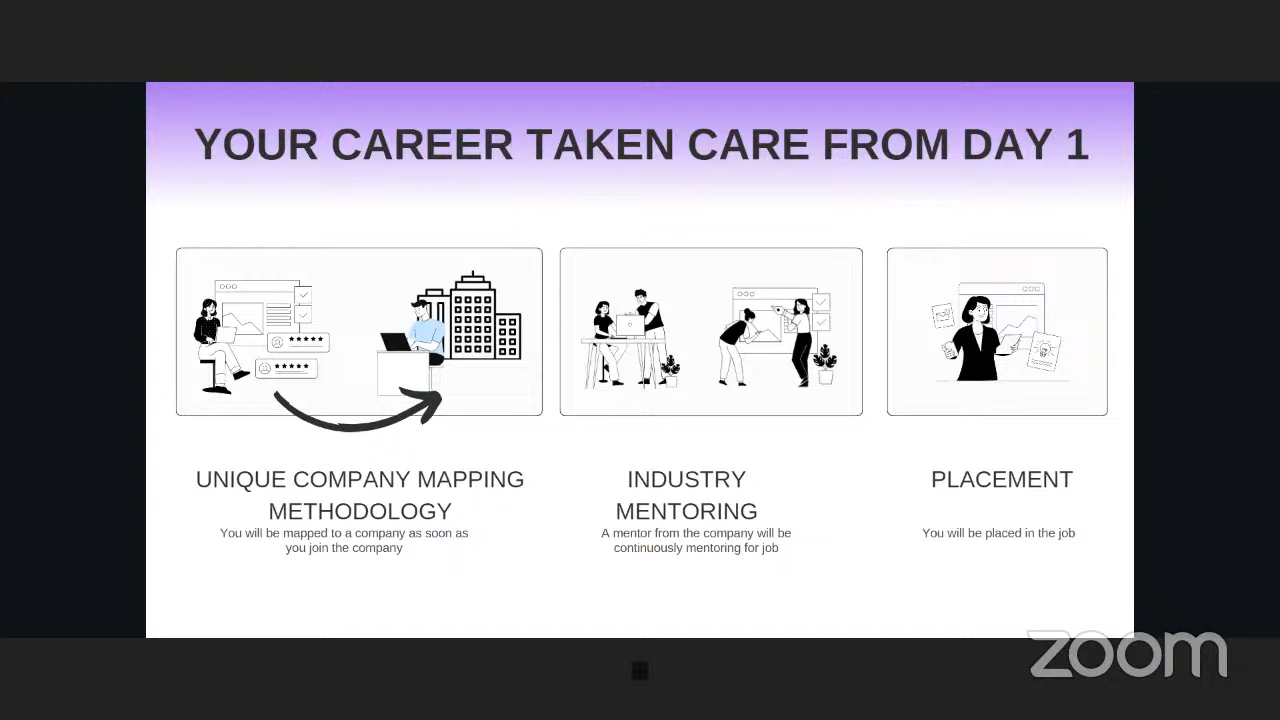 YOUR CAREER TAKEN CARE FROM DAY 1
UNIQUE COMPANY MAPPING
METHODOLOGY
You will be mapped to a company as soon as
you join the company
INDUSTRY
MENTORING
A mentor from the company will be
continuously mentoring for job
PLACEMENT
You will be placed in the job
zoom